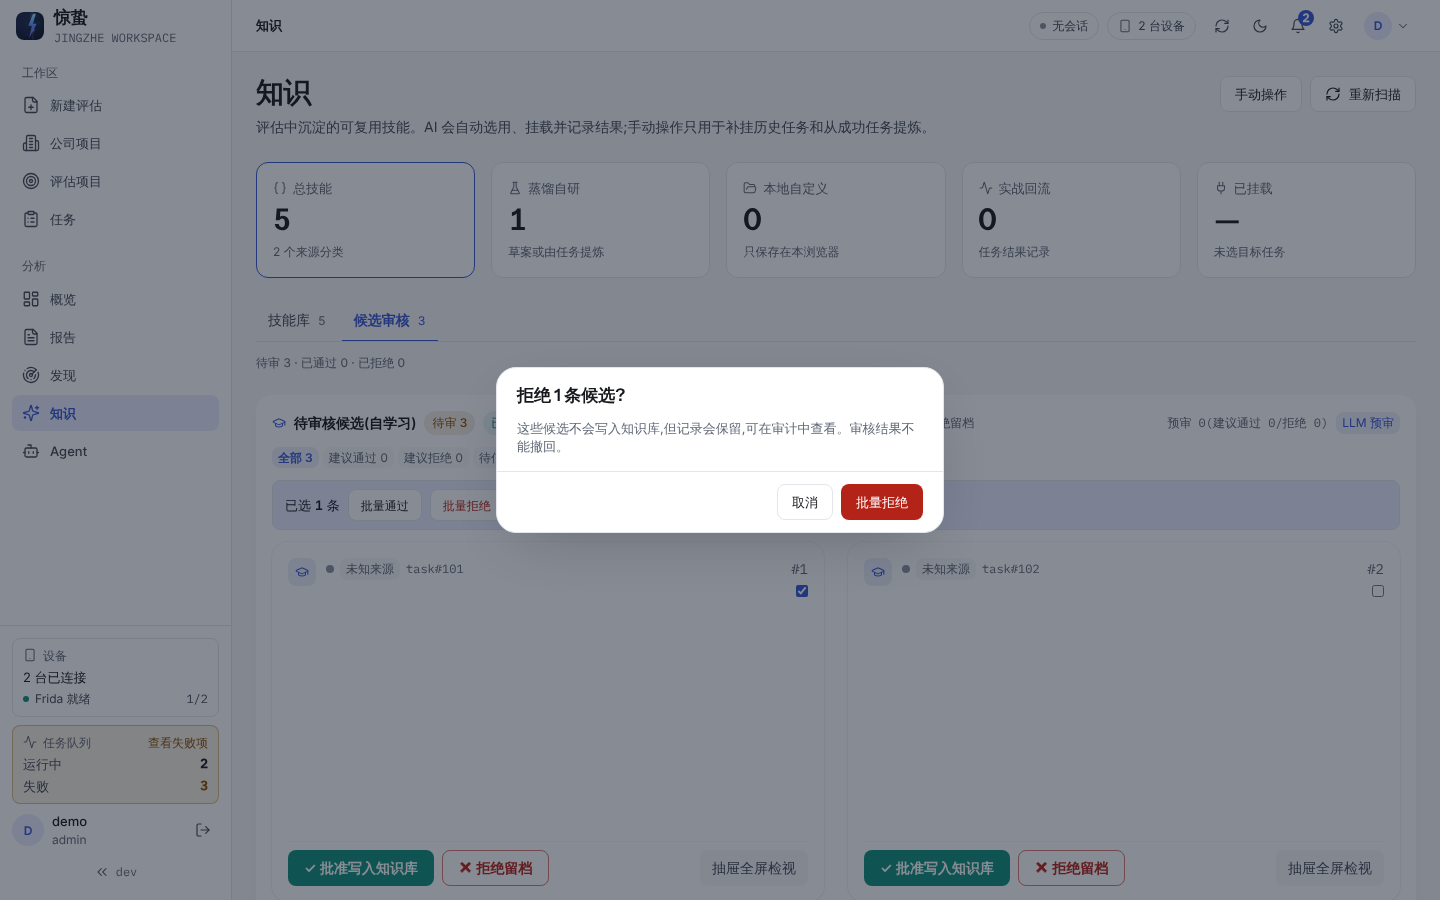 惊蛰
JINGZHE WORKSPACE
工作区
新建评估
公司项目
评估项目
任务
分析
概览
报告
发现
知识
Agent
设备
2 台已连接
Frida 就绪 1/2
任务队列 查看失败项
运行中 2
失败 3
D demo
admin
dev
知识
无会话
2 台设备
2
D
知识
评估中沉淀的可复用技能。AI 会自动选用、挂载并记录结果;手动操作只用于补挂历史任务和从成功任务提炼。
手动操作
重新扫描
总技能
5
2 个来源分类
蒸馏自研
1
草案或由任务提炼
本地自定义
0
只保存在本浏览器
实战回流
0
任务结果记录
已挂载
—
未选目标任务
技能库 5
候选审核 3
待审 3 · 已通过 0 · 已拒绝 0
待审核候选(自学习) 待审 3
绝留档
预审 0(建议通过 0/拒绝 0) LLM 预审
全部 3 建议通过 0 建议拒绝 0
已选 1 条 批量通过 批量拒绝
拒绝 1 条候选?
这些候选不会写入知识库,但记录会保留,可在审计中查看。审核结果不
能撤回。
取消
批量拒绝
未知来源 task#101 #1
批准写入知识库
拒绝留档
抽屉全屏检视
未知来源 task#102 #2
批准写入知识库
拒绝留档
抽屉全屏检视